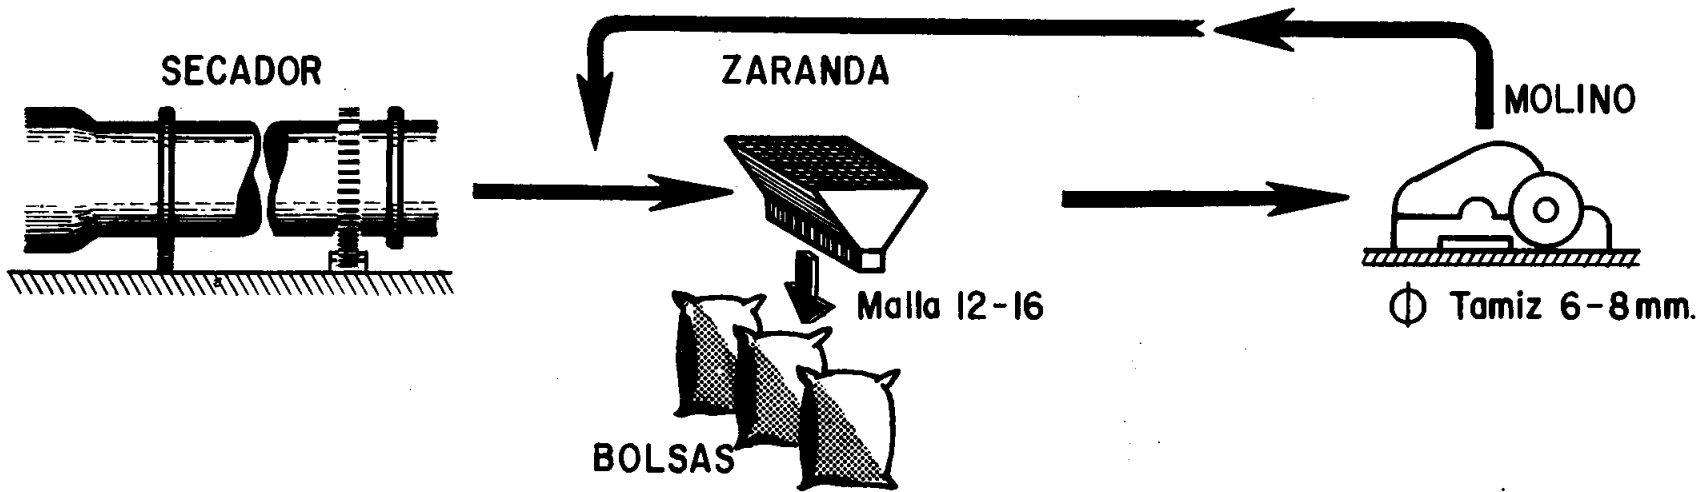 SECADOR
ZARANDA
MOLINO
Malla 12-16
Ф Tamiz 6-8mm.
BOLSAS